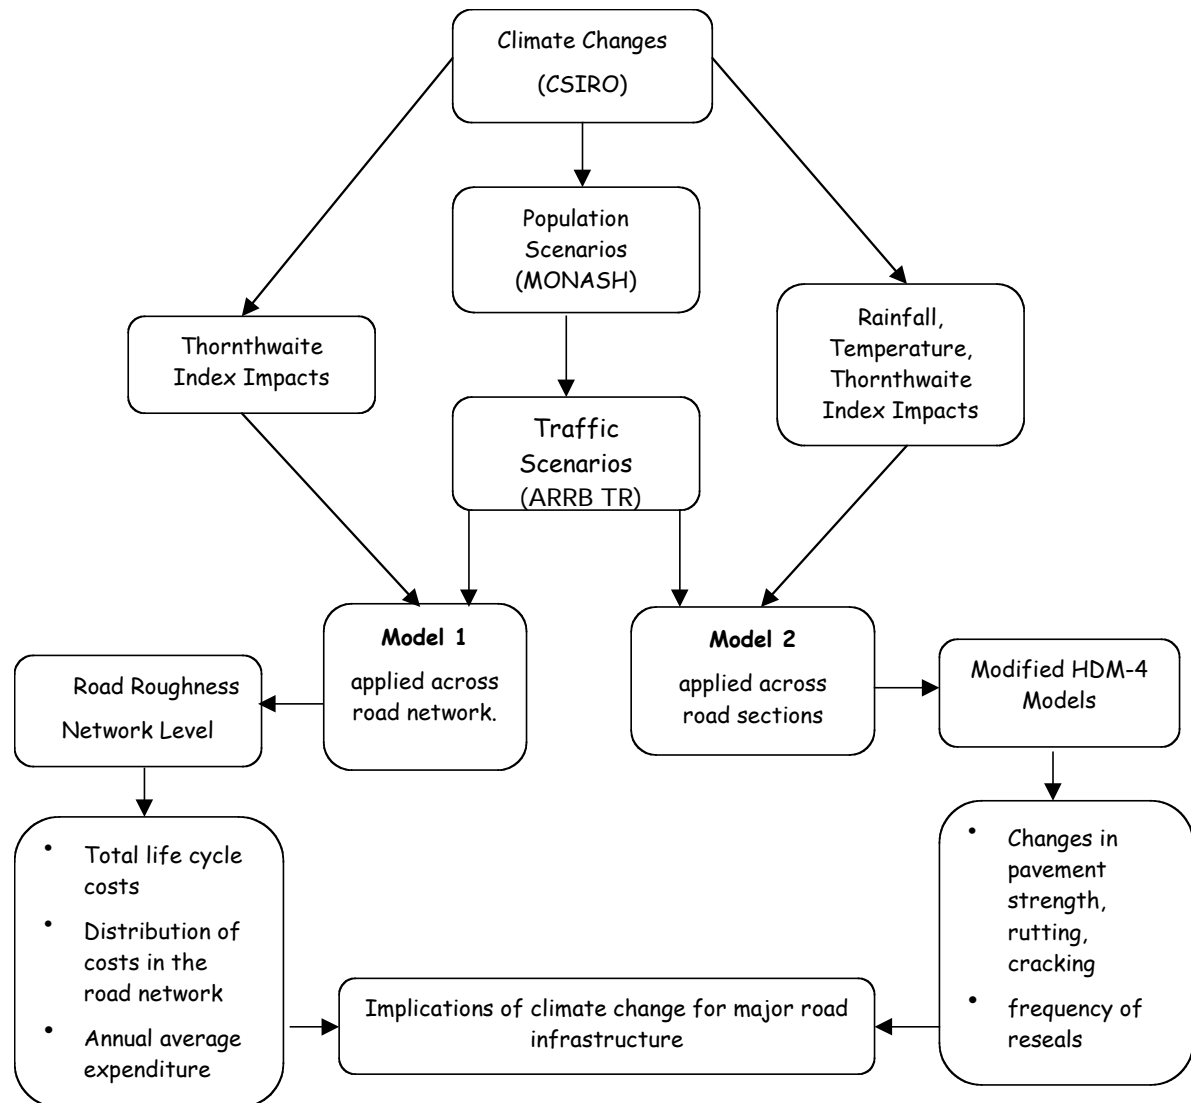 Climate Changes
(CSIRO)
Population
Scenarios
(MONASH)
Thornthwaite
Index Impacts
Rainfall,
Temperature,
Thornthwaite
Index Impacts
Traffic
Scenarios
(ARRB TR)
Model 1
applied across
road network.
Model 2
applied across
road sections
Road Roughness
Network Level
Modified HDM-4
Models
• Total life cycle
costs
• Distribution of
costs in the
road network
• Annual average
expenditure
• Changes in
pavement
strength,
rutting,
cracking
• frequency of
reseals
Implications of climate change for major road
infrastructure